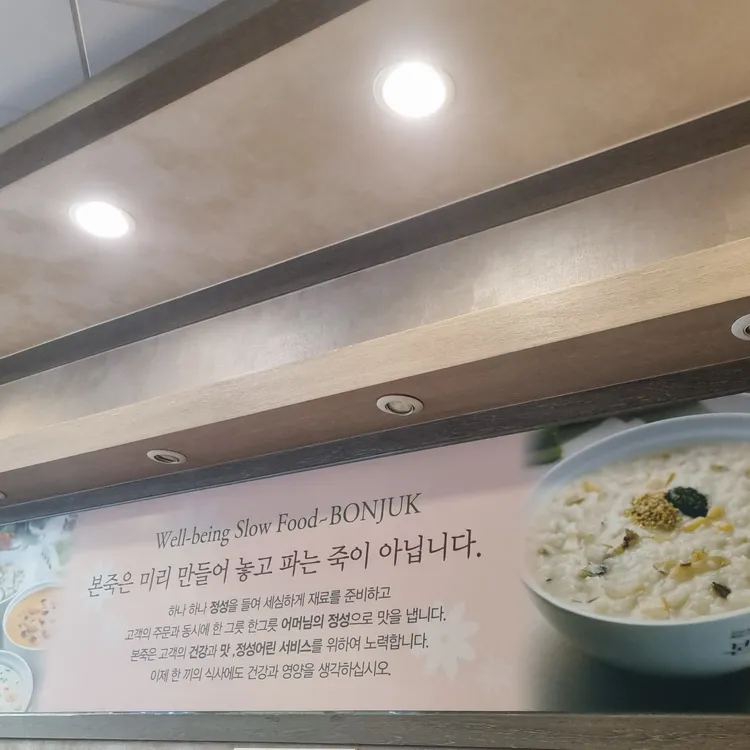 Well-being Slow Food-BONJUK
본죽은 미리 만들어 놓고 파는 죽이 아닙니다.
하나 하나 정성을 들여 세심하게 재료를 준비하고
고객의 주문과 동시에 한 그릇 한그릇 어머님의 정성으로 맛을 냅니다.
본죽은 고객의 건강과 맛, 정성어린 서비스를 위하여 노력합니다.
이제 한 끼의 식사에도 건강과 영양을 생각하십시오.